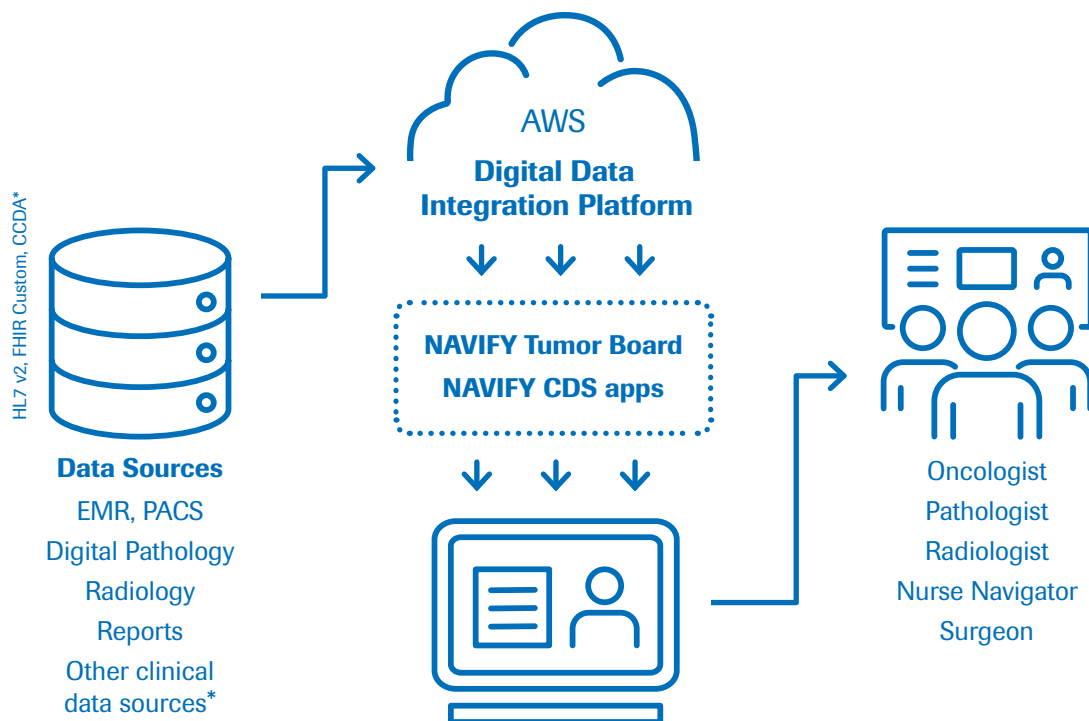 HL7 v2, FHIR Custom, CCDA*
Data Sources
EMR, PACS
Digital Pathology
Radiology
Reports
Other clinical
data sources*
AWS
Digital Data
Integration Platform
NAVIFY Tumor Board
NAVIFY CDS apps
Oncologist
Pathologist
Radiologist
Nurse Navigator
Surgeon